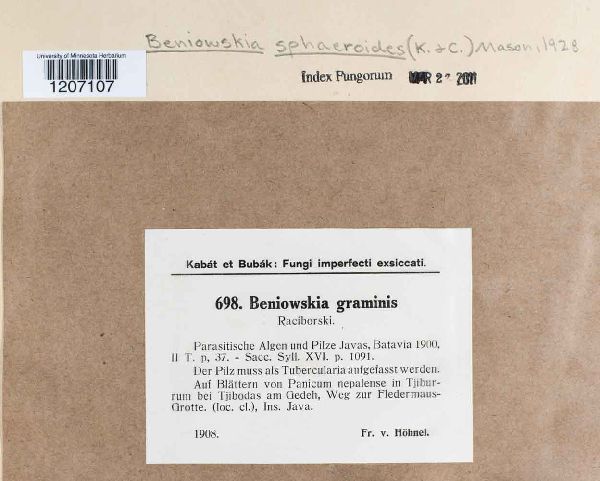 Beniowskia sphaeroides (K. & C.) Mason, 1928
University of Minnesota Herbarium
1207107
Index Fungorum MAR 2 2011
Kabát et Bubák: Fungi imperfecti exsiccati.
698. Beniowskia graminis
Raciborski.
Parasitische Algen und Pilze Javas, Batavia 1900,
II T. p, 37. - Sacc. Syll. XVI. p. 1091.
Der Pilz muss als Tubercularia aufgefasst werden.
Auf Blättern von Panicum nepalense in Tjibur-
rum bei Tjibodas am Gedeh, Weg zur Fledermaus-
Grotte. (loc. cl.), Ins. Java.
1908. Fr. v. Höhnel.